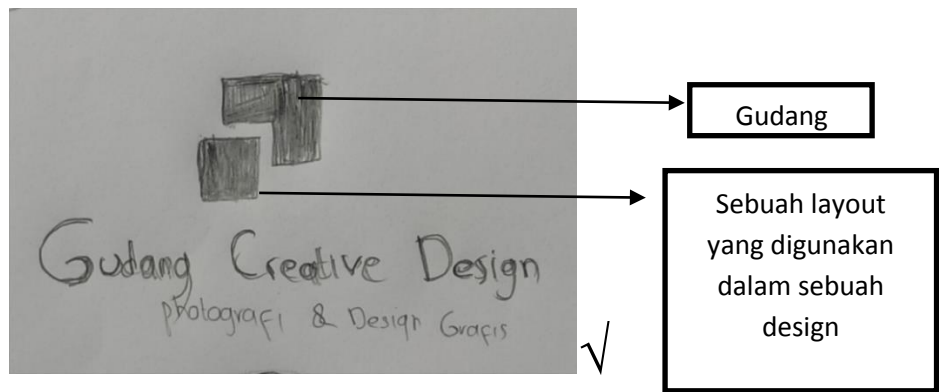 Gudang
Sebuah layout
yang digunakan
dalam sebuah
design
Gudang Creative Design
photografi & Design Grafis
√